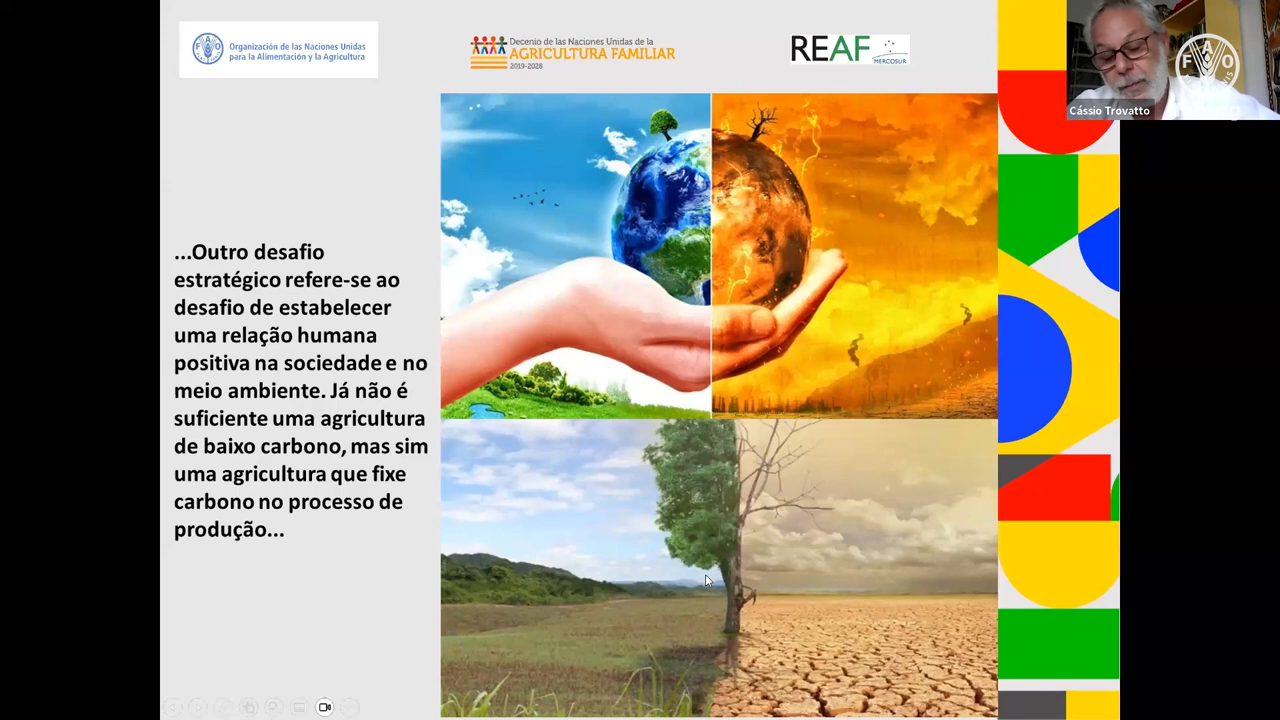 Organización de las Naciones Unidas
para la Alimentación y la Agricultura
Decenio de las Naciones Unidas de la
AGRICULTURA FAMILIAR
2019-2028
REAF
MERCOSUR
FAO
Cássio Trovatto
...Outro desafio
estratégico refere-se ao
desafio de estabelecer
uma relação humana
positiva na sociedade e no
meio ambiente. Já não é
suficiente uma agricultura
de baixo carbono, mas sim
uma agricultura que fixe
carbono no processo de
produção...